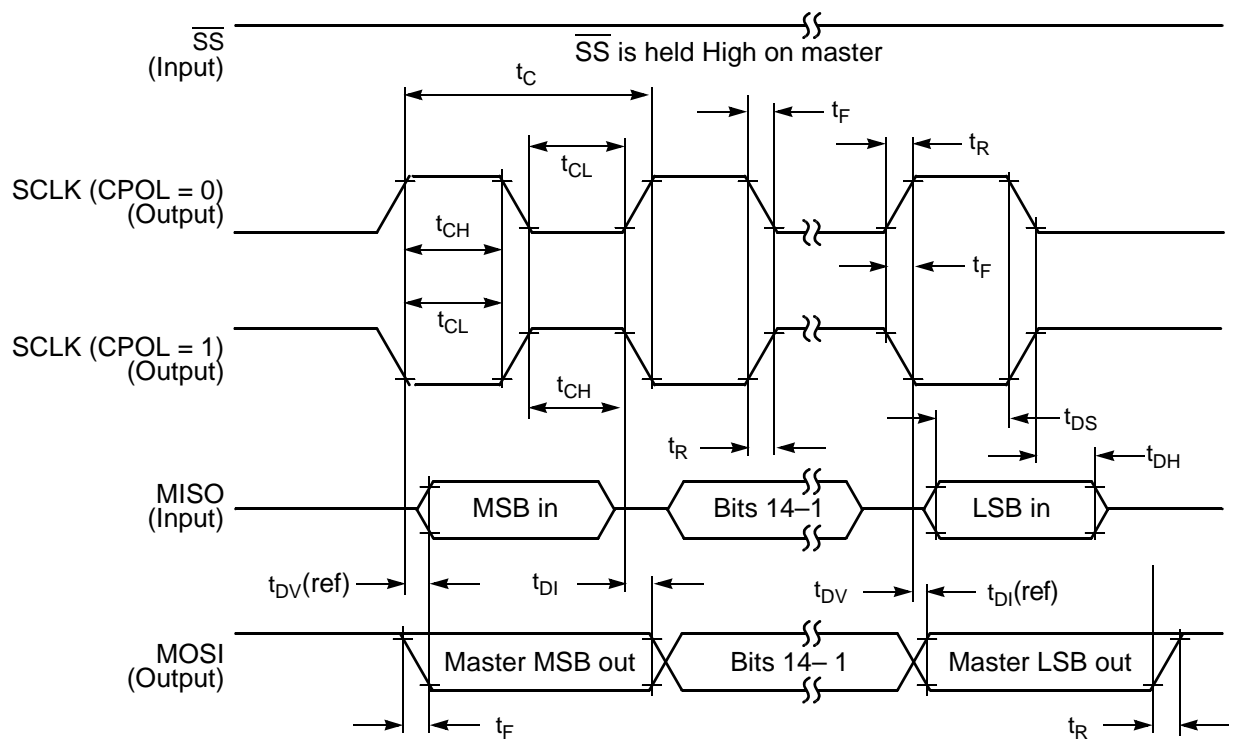 SS
(Input)
SS is held High on master
tC
tF
tR
tCL
SCLK (CPOL = 0)
(Output)
tCH
tF
tCL
SCLK (CPOL = 1)
(Output)
tCH
tDS
tR
tDH
MISO
(Input)
MSB in
Bits 14–1
LSB in
tDV(ref)
tDI
tDV
tDI(ref)
MOSI
(Output)
Master MSB out
Bits 14– 1
Master LSB out
tF
tR